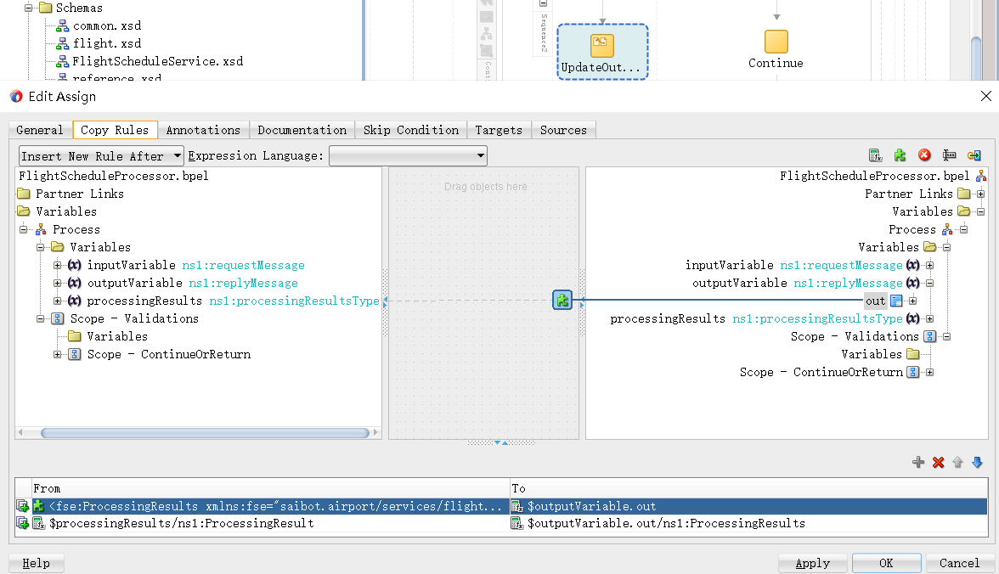 Schemas
common.xsd
flight.xsd
FlightScheduleService.xsd
reference.xsd
Sequence2
UpdateOut...
Continue
Edit Assign
General
Copy Rules
Annotations
Documentation
Skip Condition
Targets
Sources
Insert New Rule After
Expression Language:
FlightScheduleProcessor.bpel
Partner Links
Variables
Process
Variables
inputVariable ns1:requestMessage
outputVariable ns1:replyMessage
processingResults ns1:processingResultsType
Scope - Validations
Variables
Scope - ContinueOrReturn
Drag objects here
FlightScheduleProcessor.bpel
Partner Links
Variables
Process
Variables
inputVariable ns1:requestMessage
outputVariable ns1:replyMessage
out
processingResults ns1:processingResultsType
Scope - Validations
Variables
Scope - ContinueOrReturn
From
To
<fse:ProcessingResults xmlns:fse="saibot.airport/services/flight...
$outputVariable.out
$processingResults/ns1:ProcessingResult
$outputVariable.out/ns1:ProcessingResults
Help
Apply
OK
Cancel